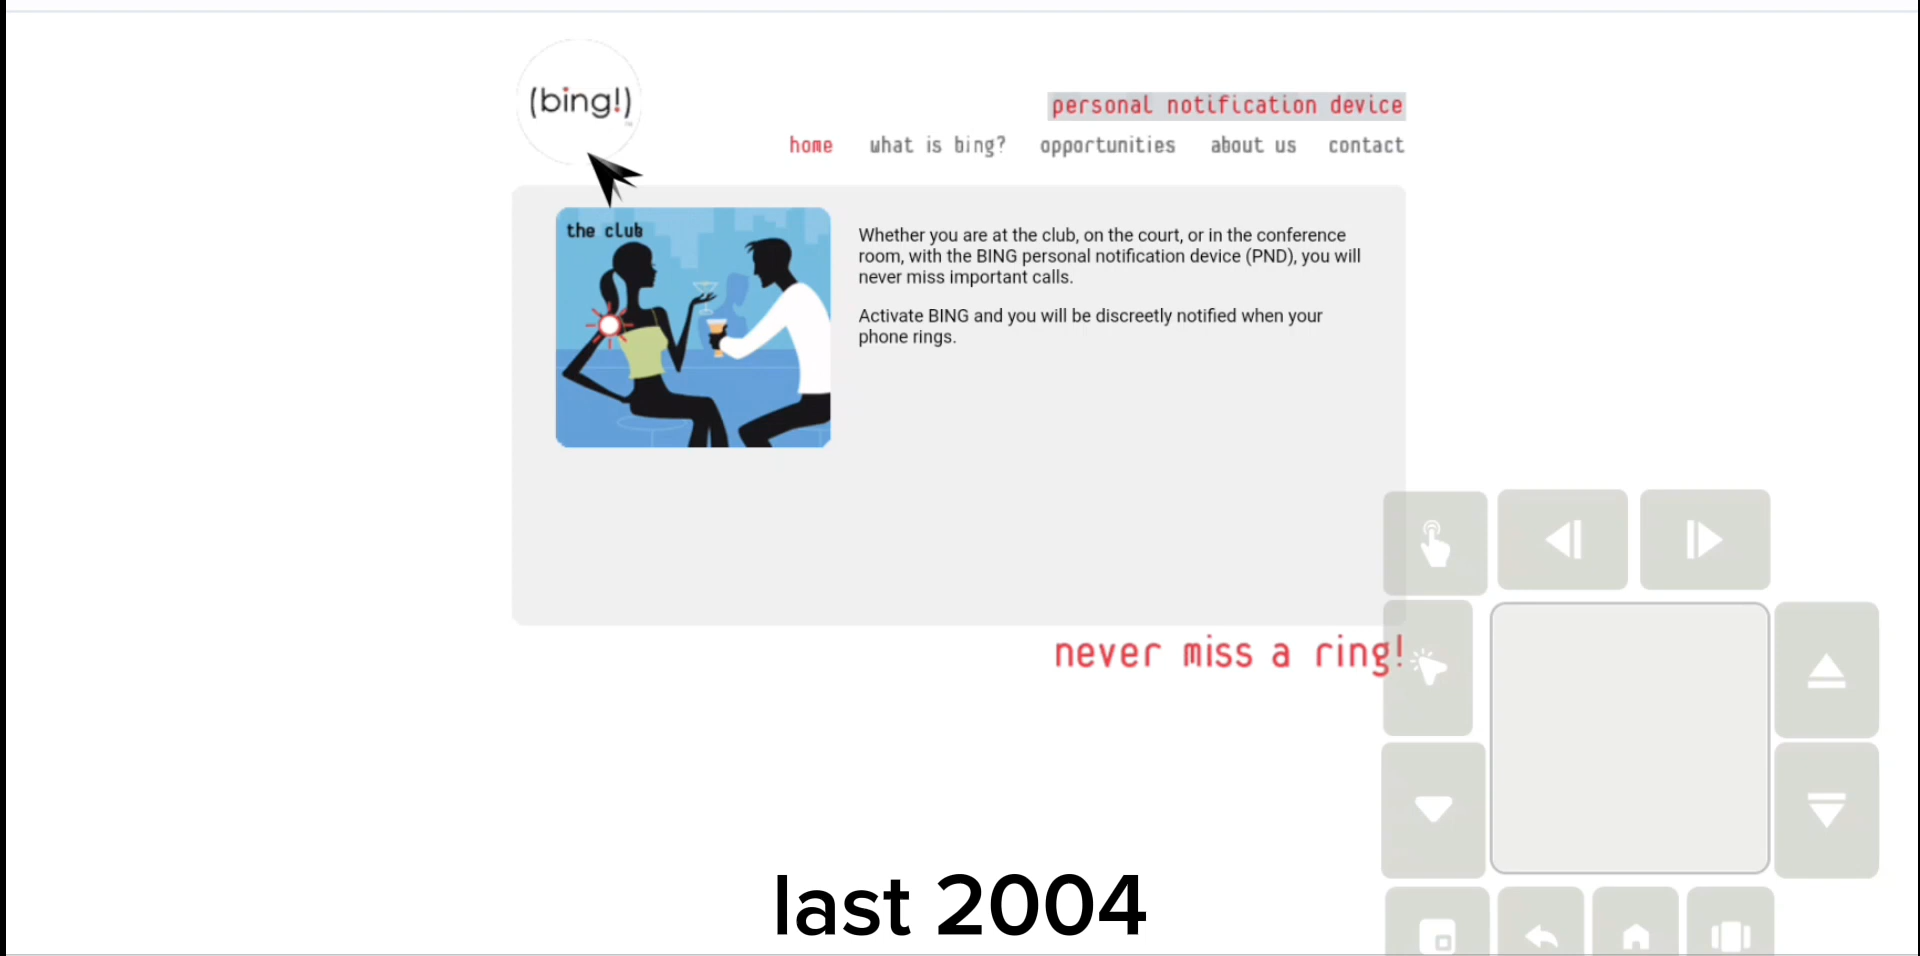 (bing!)
personal notification device
home what is bing? opportunities about us contact
the club
Whether you are at the club, on the court, or in the conference
room, with the BING personal notification device (PND), you will
never miss important calls.
Activate BING and you will be discreetly notified when your
phone rings.
never miss a ring!
last 2004